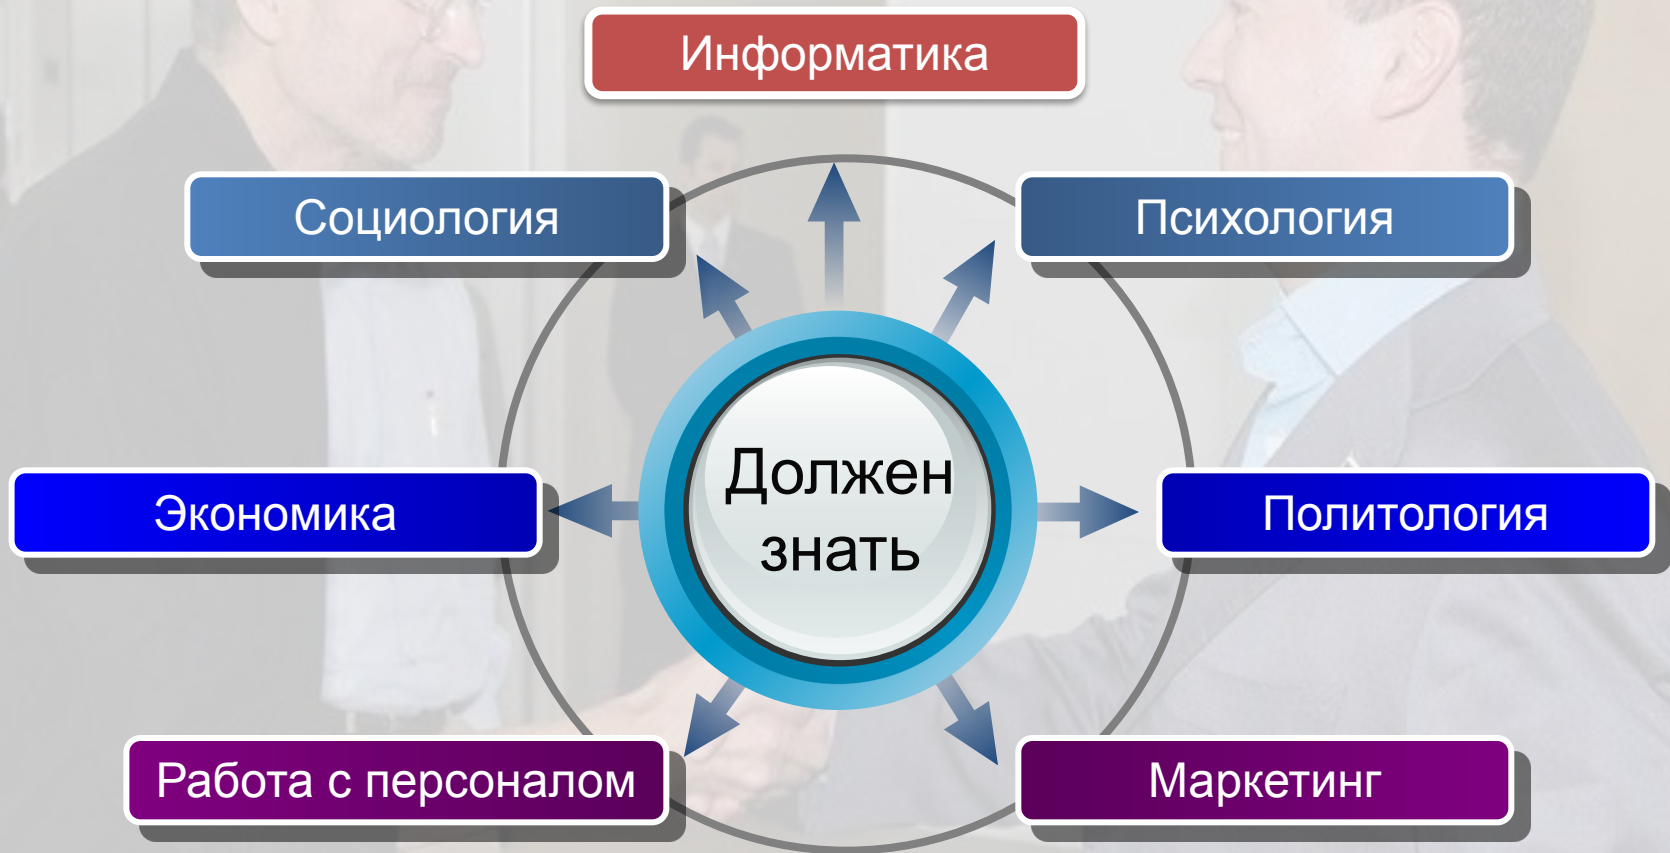 Информатика
Социология
Психология
Должен
знать
Экономика
Политология
Работа с персоналом
Маркетинг